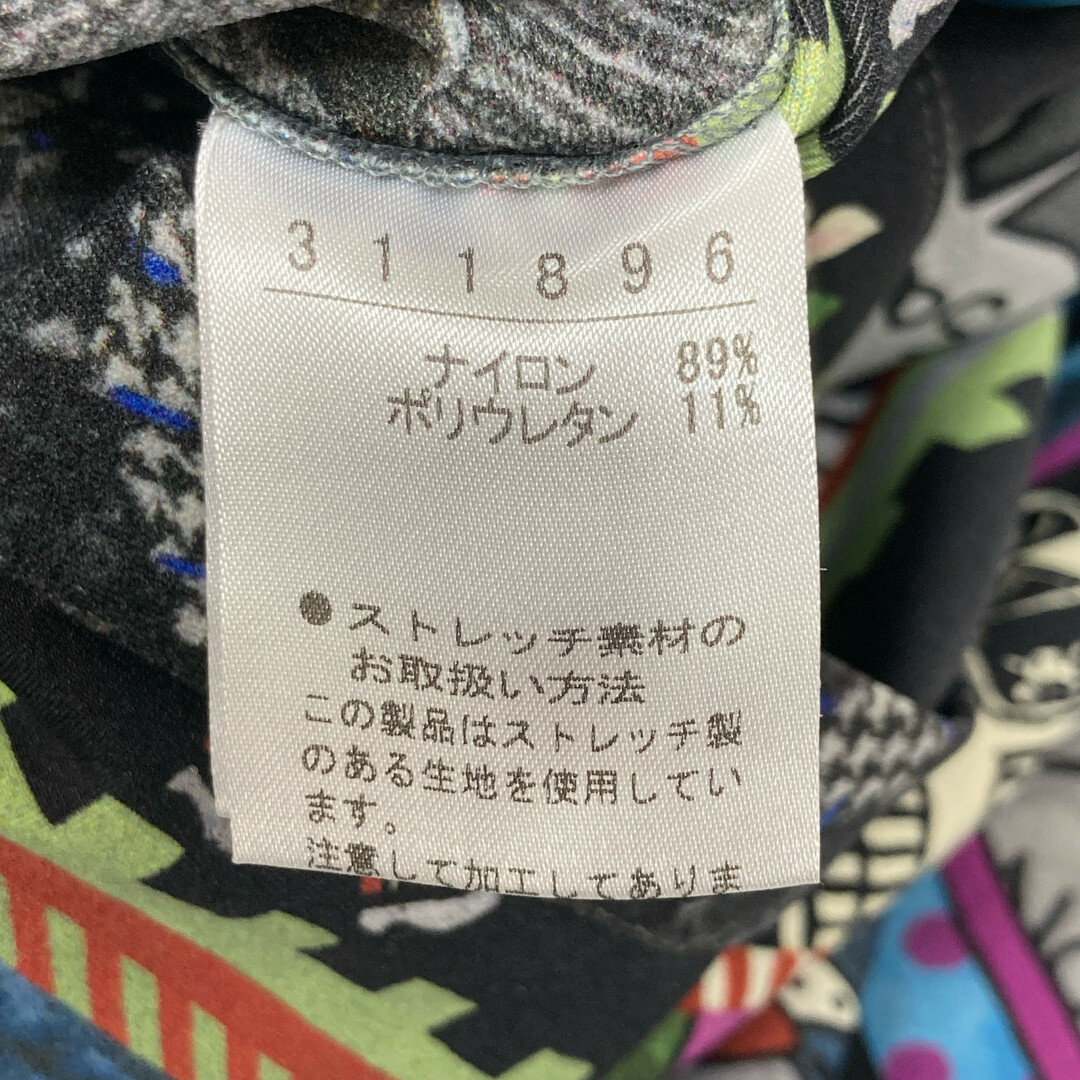 311896
ナイロン 89%
ポリウレタン 11%
●ストレッチ素材の
お取扱い方法
この製品はストレッチ製
のある生地を使用してい
ます。
注意して加工してありま